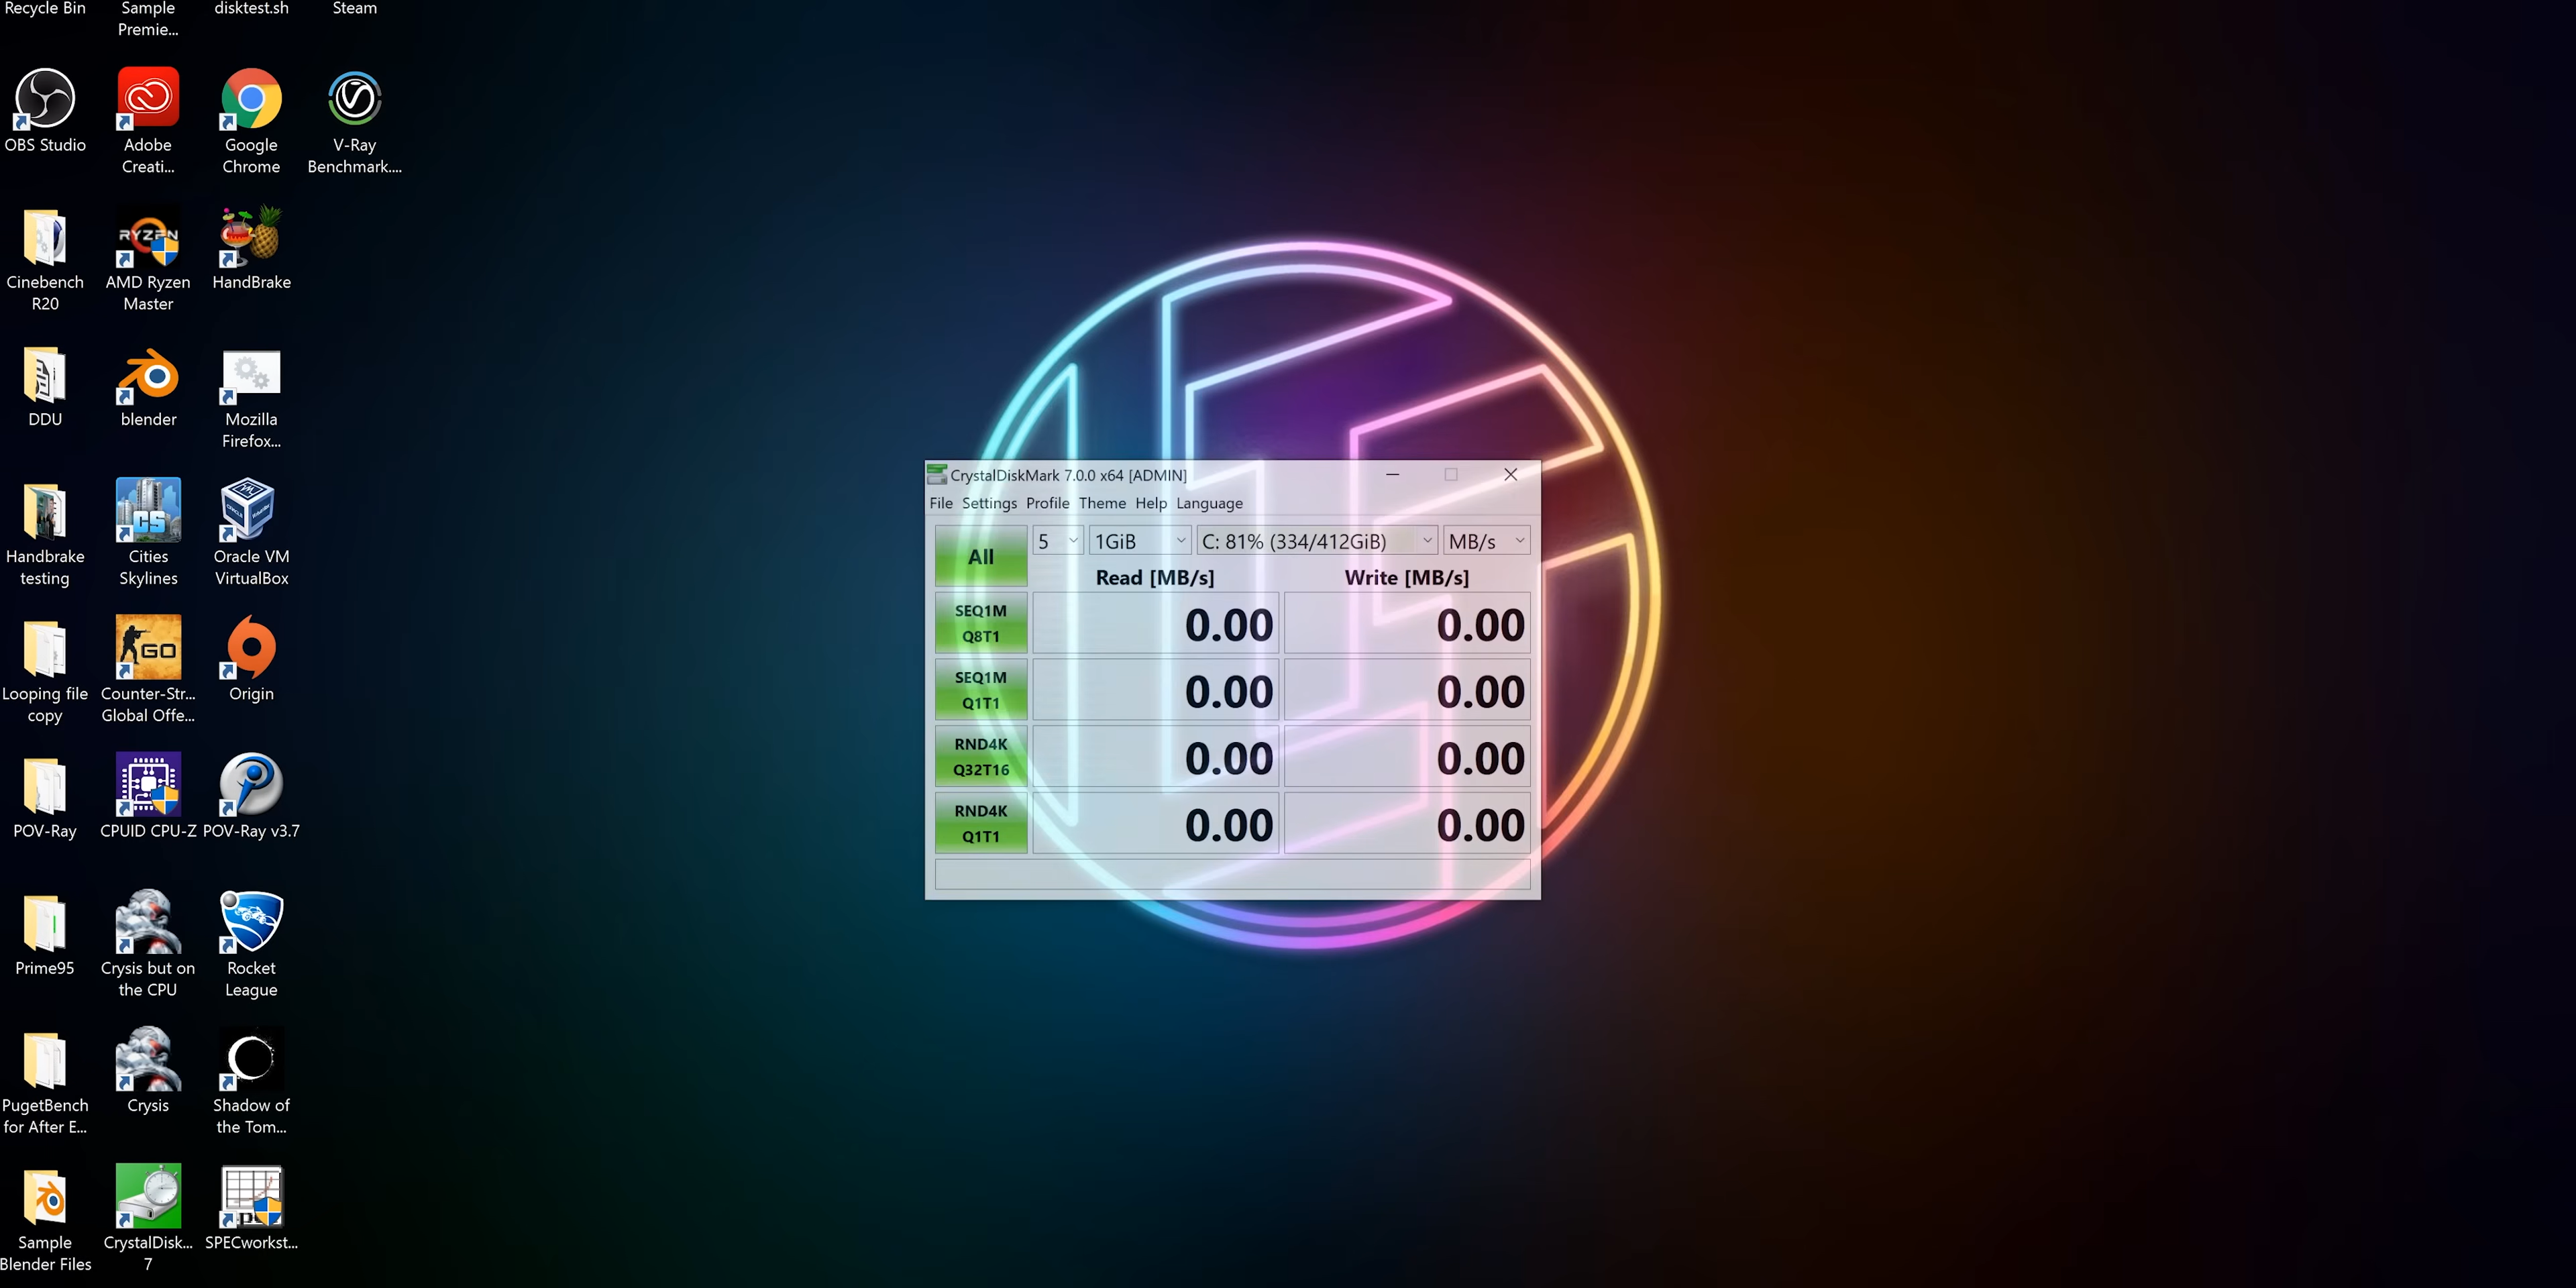 Recycle Bin
Sample
Premie...
disktest.sh
Steam
OBS Studio
Adobe
Creati...
Google
Chrome
V-Ray
Benchmark....
Cinebench
R20
RYZEN
AMD Ryzen
Master
HandBrake
DDU
blender
Mozilla
Firefox...
Handbrake
testing
CS
Cities
Skylines
Oracle VM
VirtualBox
Looping file
copy
GO
Counter-Str...
Global Offe...
Origin
POV-Ray
CPUID CPU-Z
POV-Ray v3.7
Prime95
Crysis but on
the CPU
Rocket
League
PugetBench
for After E...
Crysis
Shadow of
the Tom...
Sample
Blender Files
CrystalDisk...
7
SPECworkst...
CrystalDiskMark 7.0.0 x64 [ADMIN]
File Settings Profile Theme Help Language
All
5
1GiB
C: 81% (334/412GiB)
MB/s
Read [MB/s]
Write [MB/s]
SEQ1M
Q8T1
0.00
0.00
SEQ1M
Q1T1
0.00
0.00
RND4K
Q32T16
0.00
0.00
RND4K
Q1T1
0.00
0.00